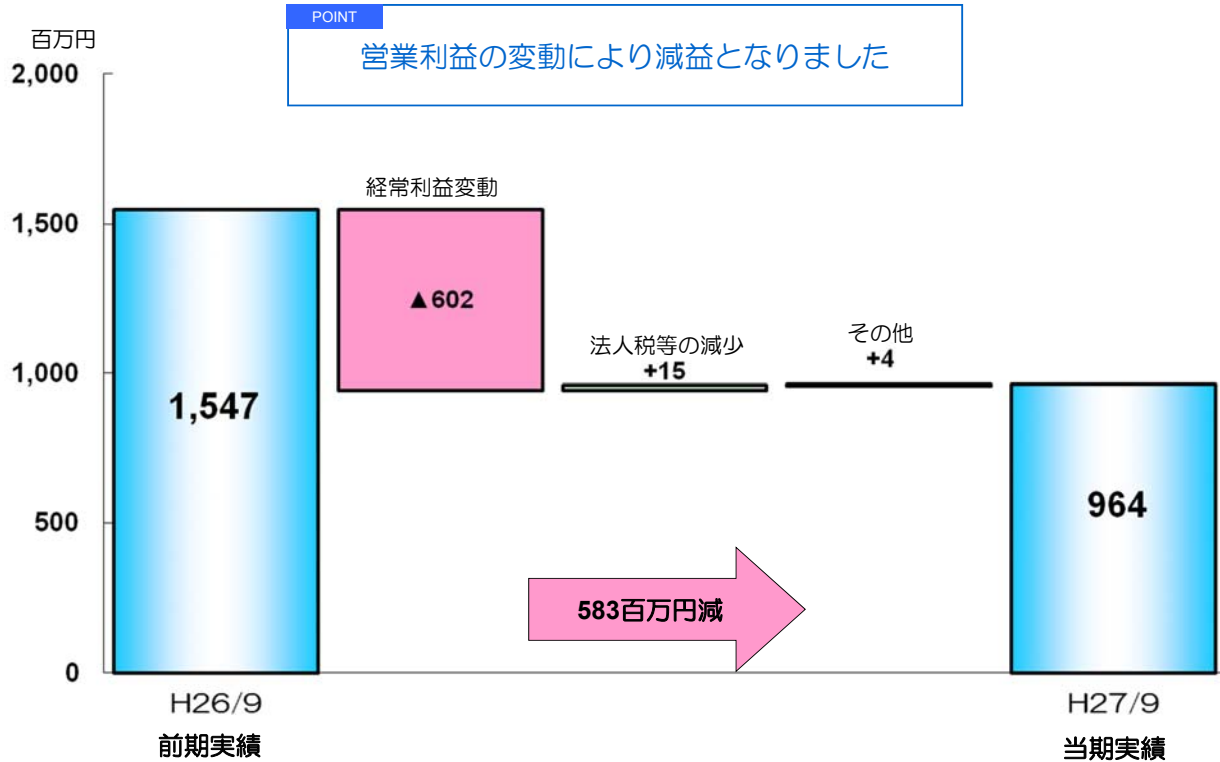 POINT
営業利益の変動により減益となりました
百万円
2,000
1,500
1,000
500
0
経常利益変動
▲602
法人税等の減少
+15
その他
+4
1,547
964
583百万円減
H26/9
前期実績
H27/9
当期実績